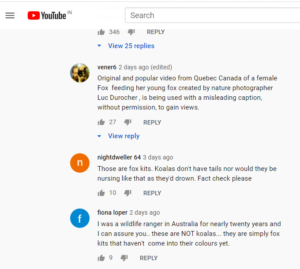 YouTube IN
Search
346 REPLY
View 25 replies
vener6 2 days ago (edited)
Original and popular video from Quebec Canada of a female
Fox feeding her young fox created by nature photographer
Luc Durocher , is being used with a misleading caption,
without permission, to gain views.
27 REPLY
View reply
n
nightdweller 64 3 days ago
Those are fox kits. Koalas don't have tails nor would they be
nursing like that as they'd drown. Fact check please
10 REPLY
f
fiona loper 2 days ago
I was a wildlife ranger in Australia for nearly twenty years and
I can assure you.. these are NOT koalas... they are simply fox
kits that haven't come into their colours yet.
9 REPLY